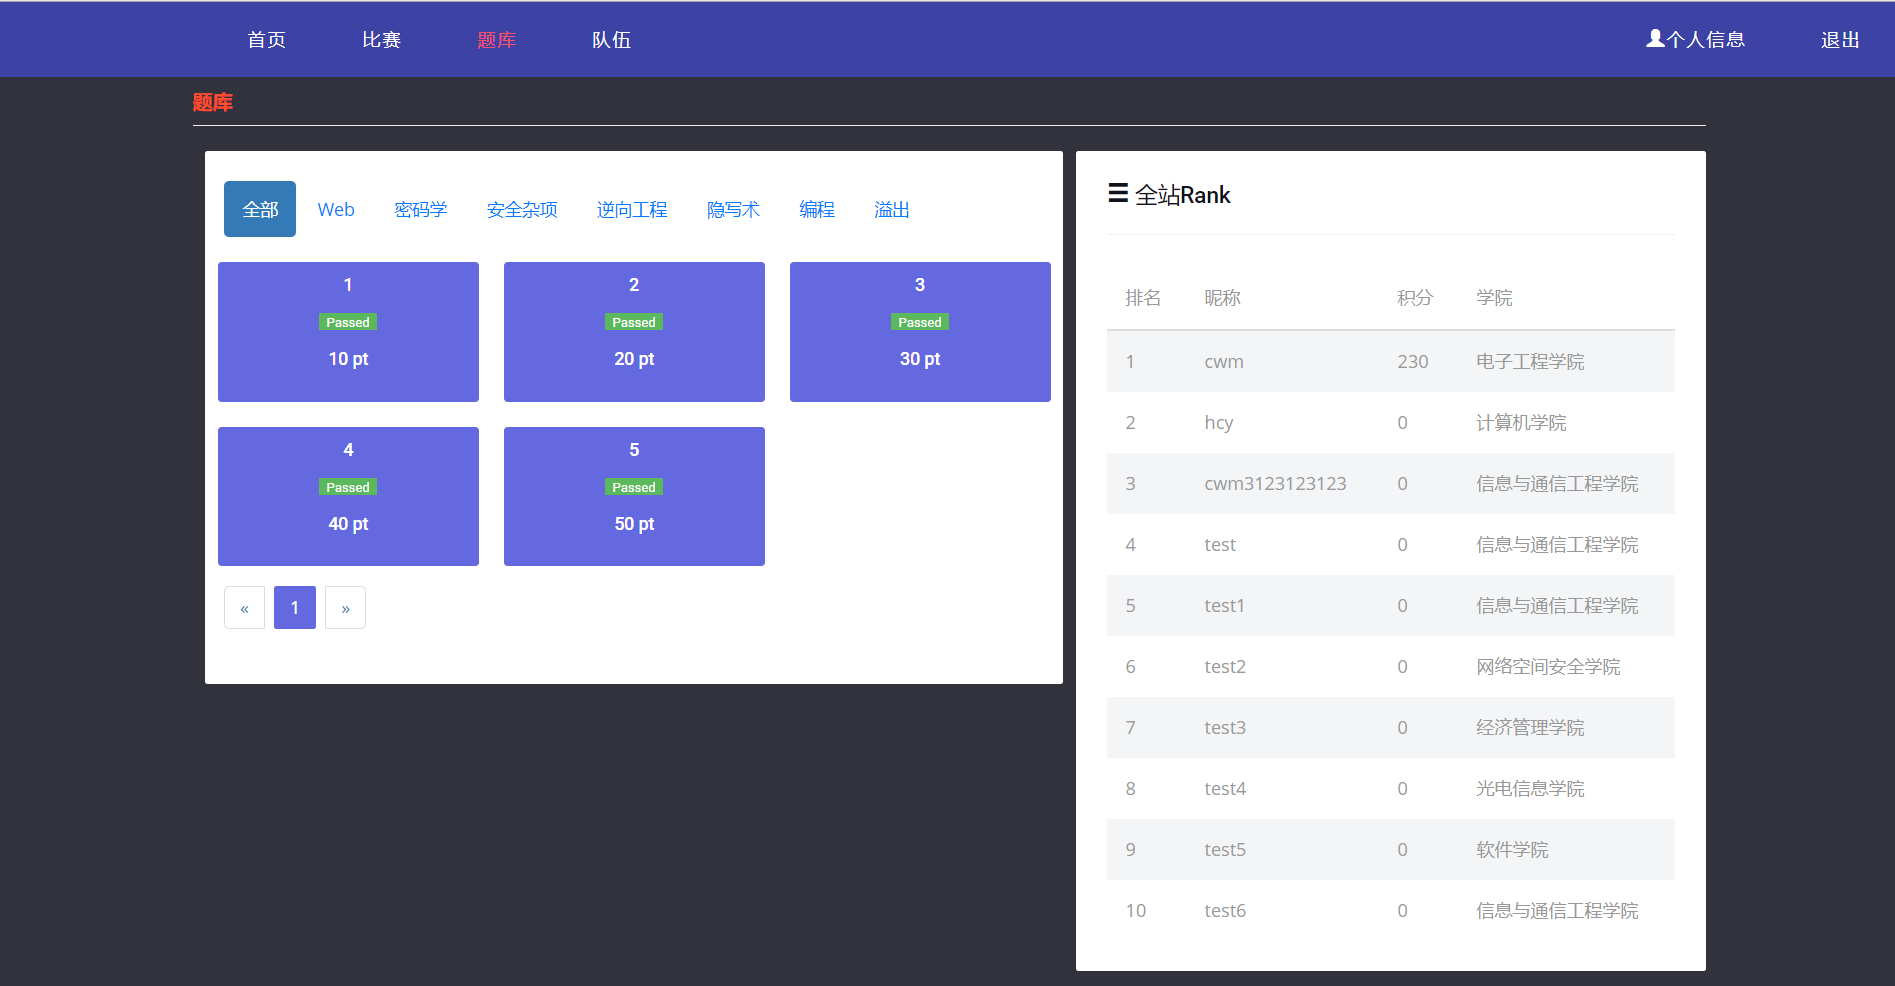 首页 比赛 题库 队伍 个人信息 退出
题库
全部 Web 密码学 安全杂项 逆向工程 隐写术 编程 溢出
1 2 3
Passed Passed Passed
10 pt 20 pt 30 pt
4 5
Passed Passed
40 pt 50 pt
« 1 »
全站Rank
排名 昵称 积分 学院
1 cwm 230 电子工程学院
2 hcy 0 计算机学院
3 cwm3123123123 0 信息与通信工程学院
4 test 0 信息与通信工程学院
5 test1 0 信息与通信工程学院
6 test2 0 网络空间安全学院
7 test3 0 经济管理学院
8 test4 0 光电信息学院
9 test5 0 软件学院
10 test6 0 信息与通信工程学院